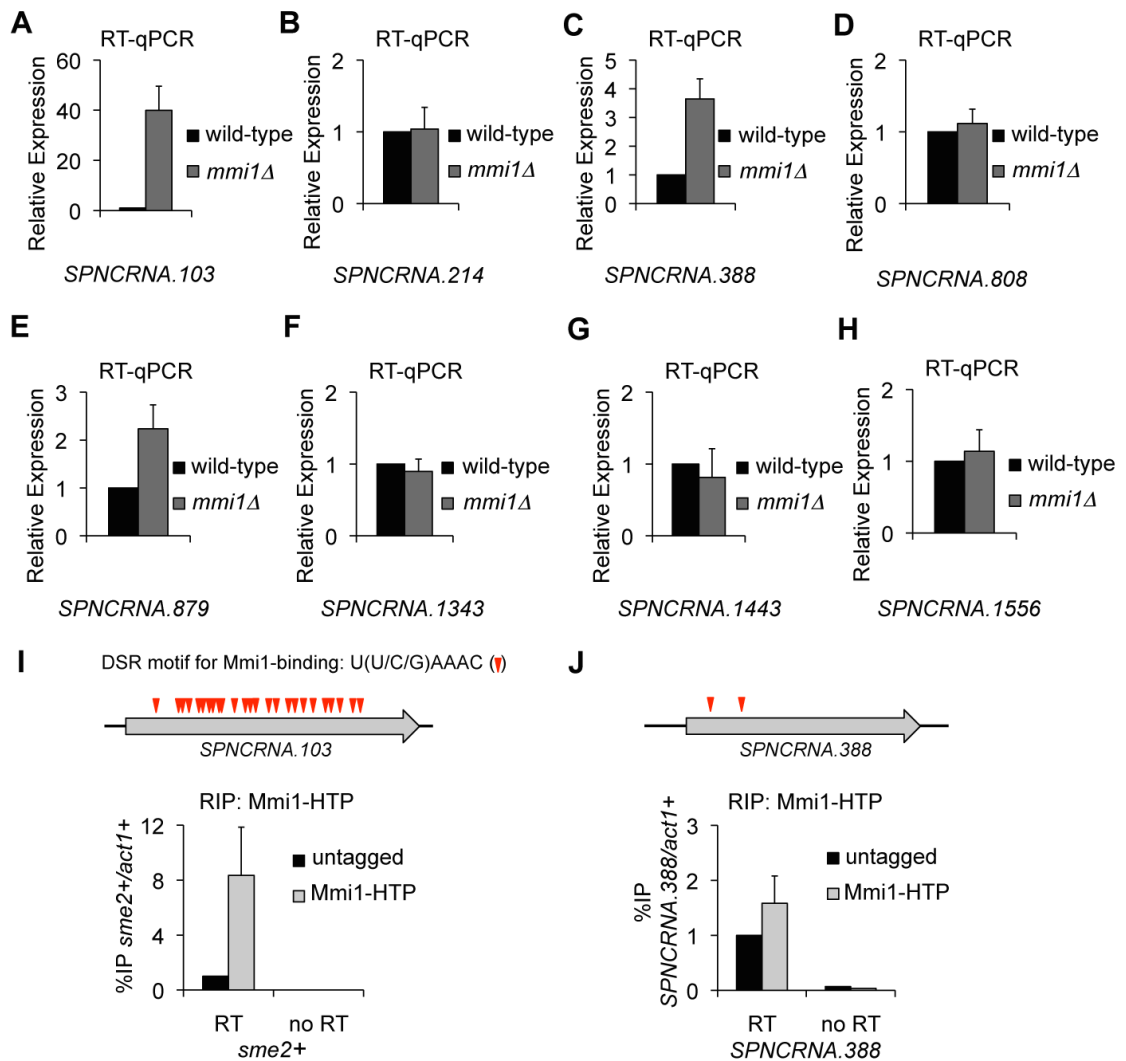 A
RT-qPCR
Relative Expression
60
40
20
0
wild-type
mmi1Δ
SPNCRNA.103
B
RT-qPCR
Relative Expression
2
1
0
wild-type
mmi1Δ
SPNCRNA.214
C
RT-qPCR
Relative Expression
5
4
3
2
1
0
wild-type
mmi1Δ
SPNCRNA.388
D
RT-qPCR
Relative Expression
2
1
0
wild-type
mmi1Δ
SPNCRNA.808
E
RT-qPCR
Relative Expression
3
2
1
0
wild-type
mmi1Δ
SPNCRNA.879
F
RT-qPCR
Relative Expression
2
1
0
wild-type
mmi1Δ
SPNCRNA.1343
G
RT-qPCR
Relative Expression
2
1
0
wild-type
mmi1Δ
SPNCRNA.1443
H
RT-qPCR
Relative Expression
2
1
0
wild-type
mmi1Δ
SPNCRNA.1556
I
DSR motif for Mmi1-binding: U(U/C/G)AAAC ( )
SPNCRNA.103
RIP: Mmi1-HTP
%IP sme2+/act1+
12
8
4
0
untagged
Mmi1-HTP
RT no RT
sme2+
J
SPNCRNA.388
RIP: Mmi1-HTP
%IP
SPNCRNA.388/act1+
3
2
1
0
untagged
Mmi1-HTP
RT no RT
SPNCRNA.388